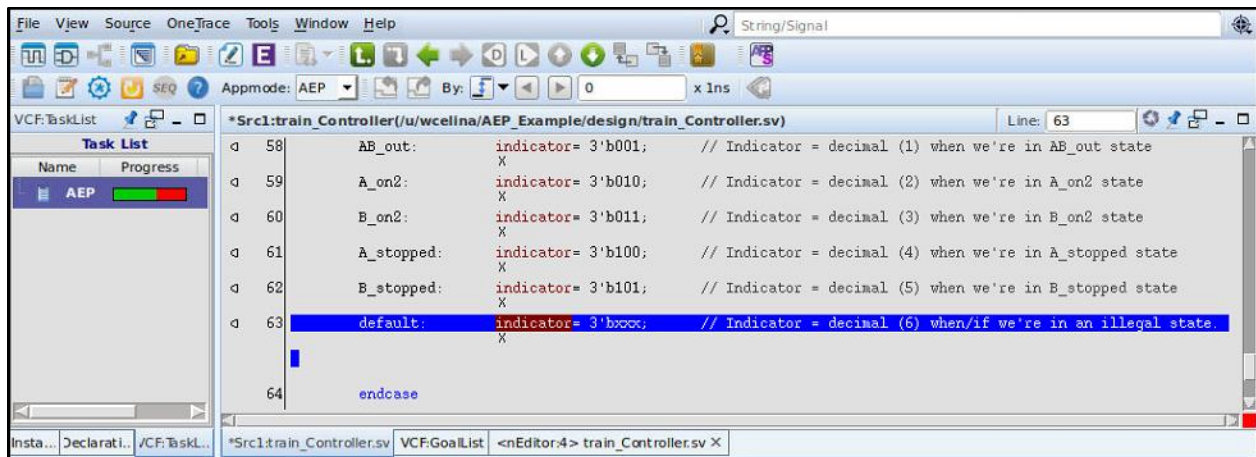 File View Source OneTrace Tools Window Help String/Signal
E L D L APPS
SEQ ? Appmode: AEP By: 0 x 1ns
VCF:TaskList *Src1:train_Controller(/u/wcelina/AEP_Example/design/train_Controller.sv) Line: 63
Task List
Name Progress
AEP
58 AB_out: indicator= 3'b001; // Indicator = decimal (1) when we're in AB_out state
X
59 A_on2: indicator= 3'b010; // Indicator = decimal (2) when we're in A_on2 state
X
60 B_on2: indicator= 3'b011; // Indicator = decimal (3) when we're in B_on2 state
X
61 A_stopped: indicator= 3'b100; // Indicator = decimal (4) when we're in A_stopped state
X
62 B_stopped: indicator= 3'b101; // Indicator = decimal (5) when we're in B_stopped state
X
63 default: indicator= 3'bxxx; // Indicator = decimal (6) when/if we're in an illegal state.
X
64 endcase
Insta... Declarati... VCF:TaskL... *Src1:train_Controller.sv VCF:GoalList <nEditor:4> train_Controller.sv X